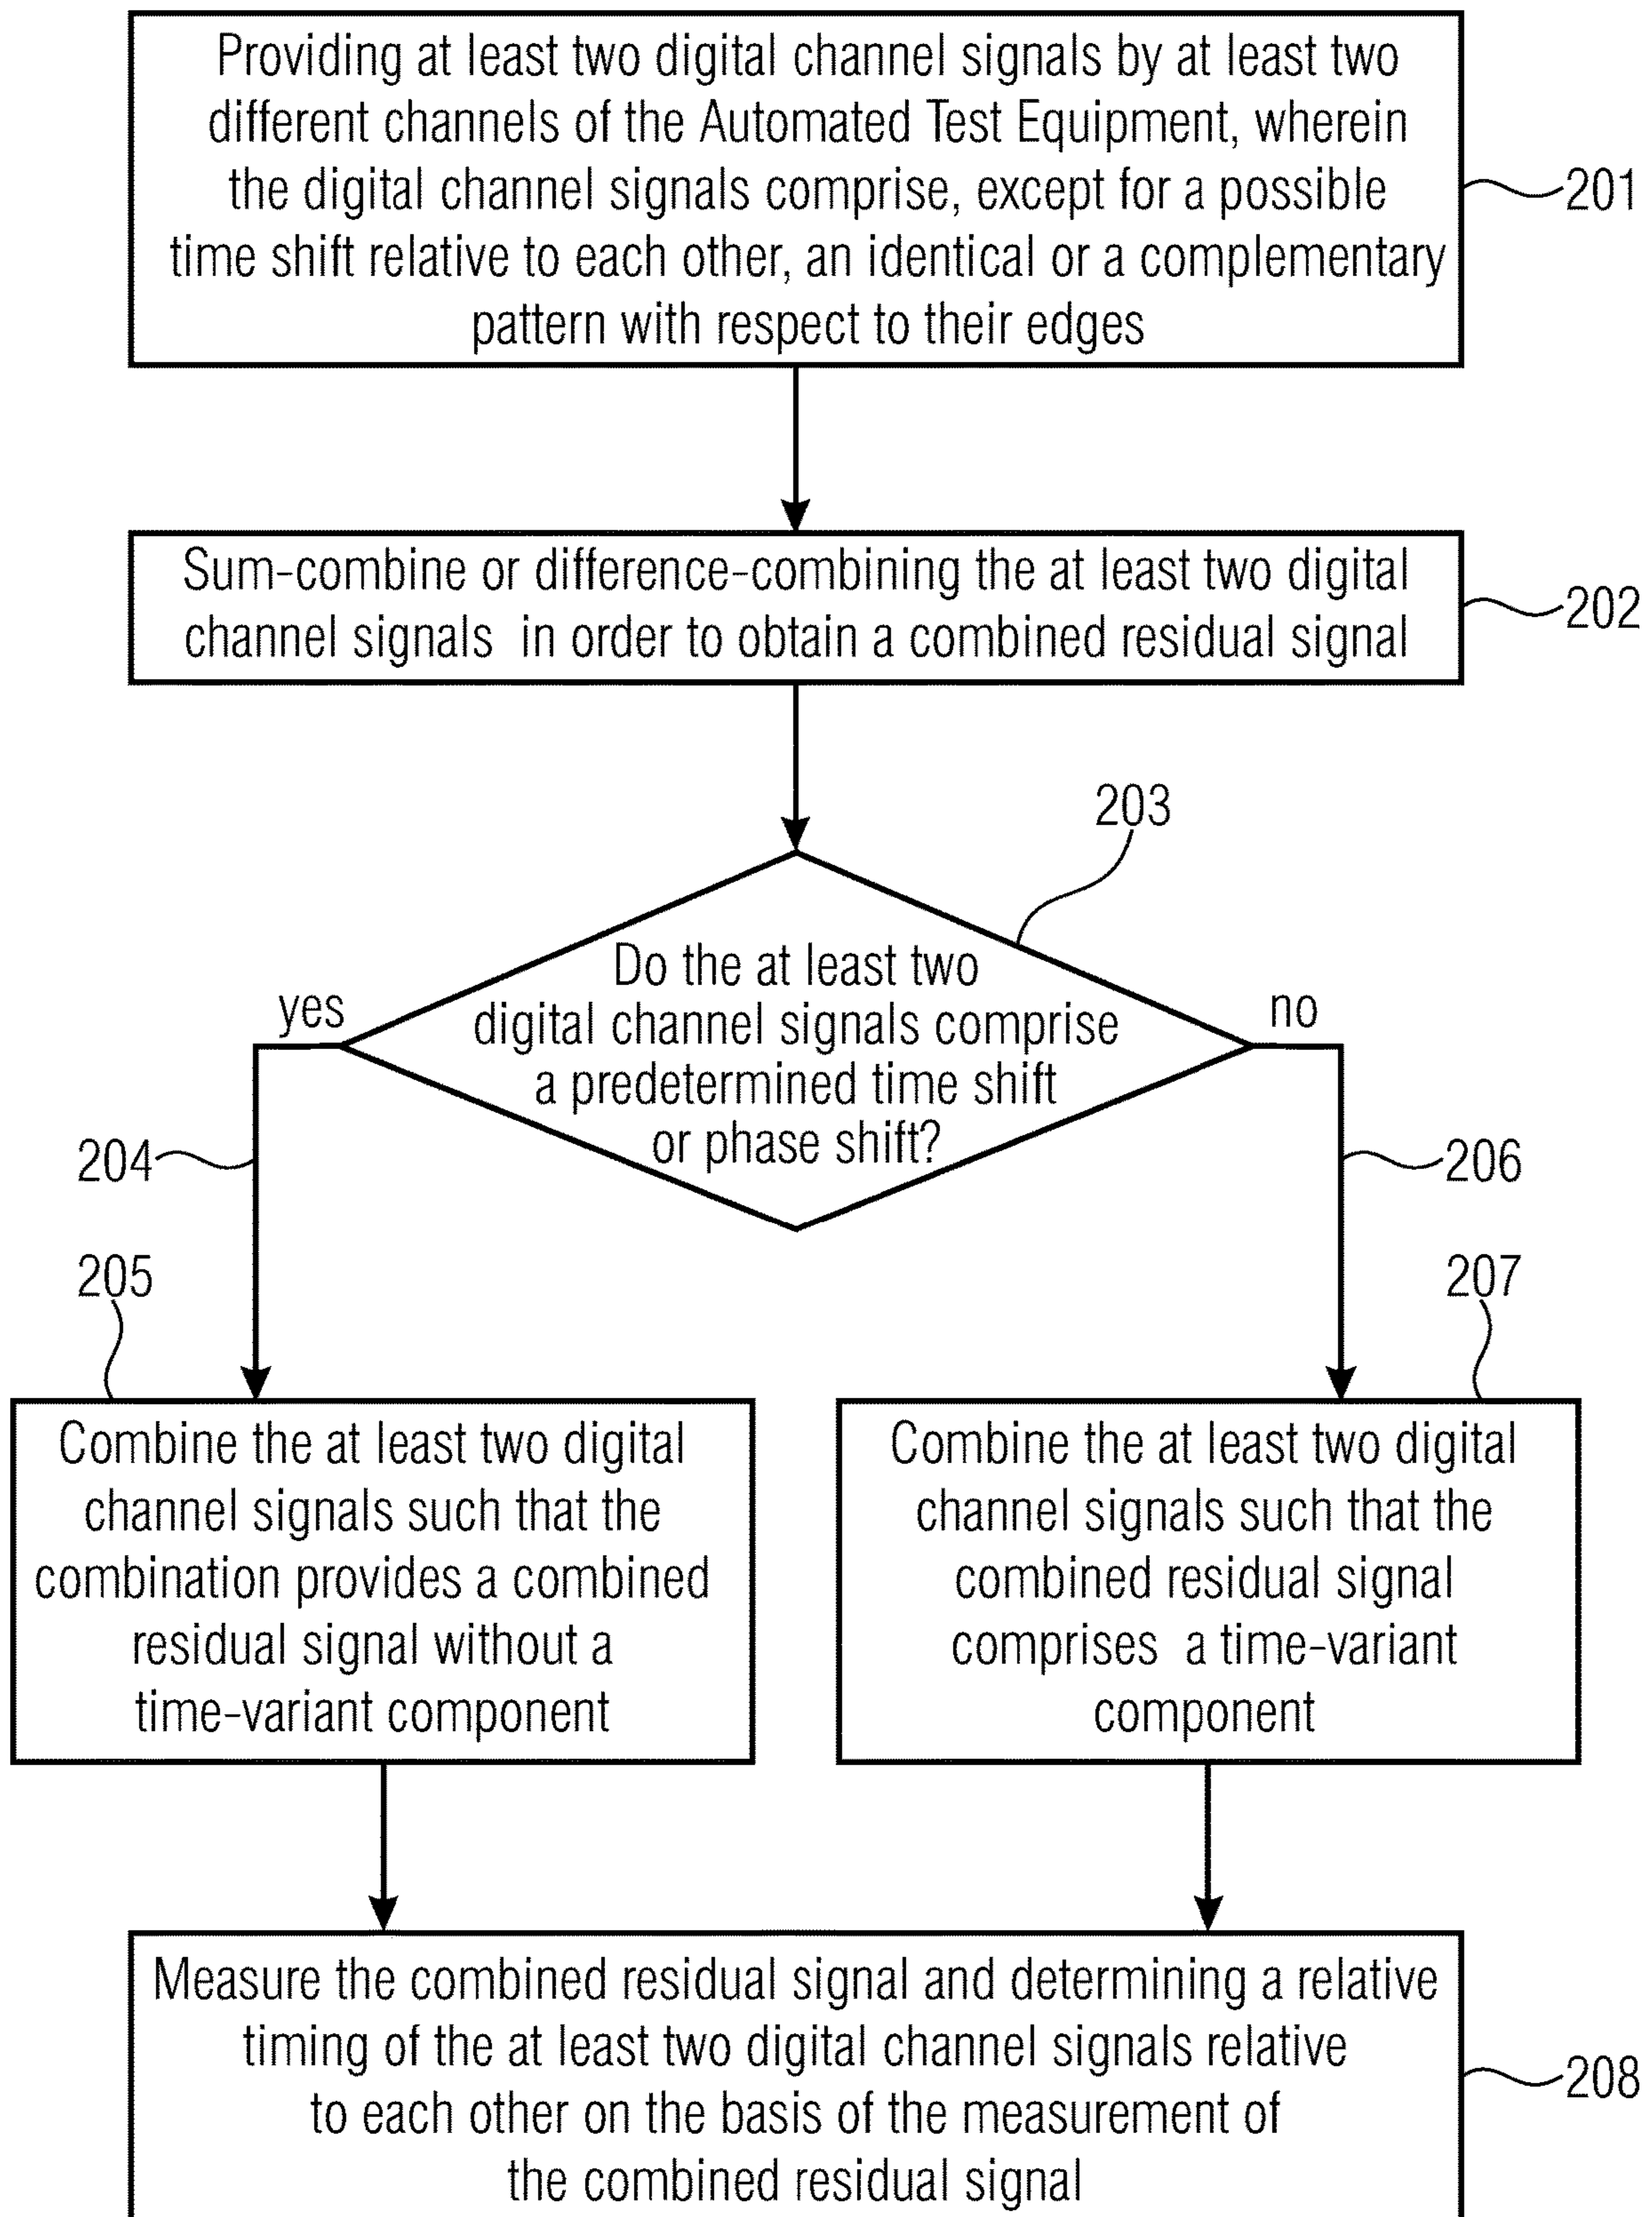 Providing at least two digital channel signals by at least two
different channels of the Automated Test Equipment, wherein
the digital channel signals comprise, except for a possible
time shift relative to each other, an identical or a complementary
pattern with respect to their edges
201
Sum-combine or difference-combining the at least two digital
channel signals in order to obtain a combined residual signal
202
203
Do the at least two
digital channel signals comprise
a predetermined time shift
or phase shift?
yes
no
204
206
205
207
Combine the at least two digital
channel signals such that the
combination provides a combined
residual signal without a
time-variant component
Combine the at least two digital
channel signals such that the
combined residual signal
comprises a time-variant
component
Measure the combined residual signal and determining a relative
timing of the at least two digital channel signals relative
to each other on the basis of the measurement of
the combined residual signal
208